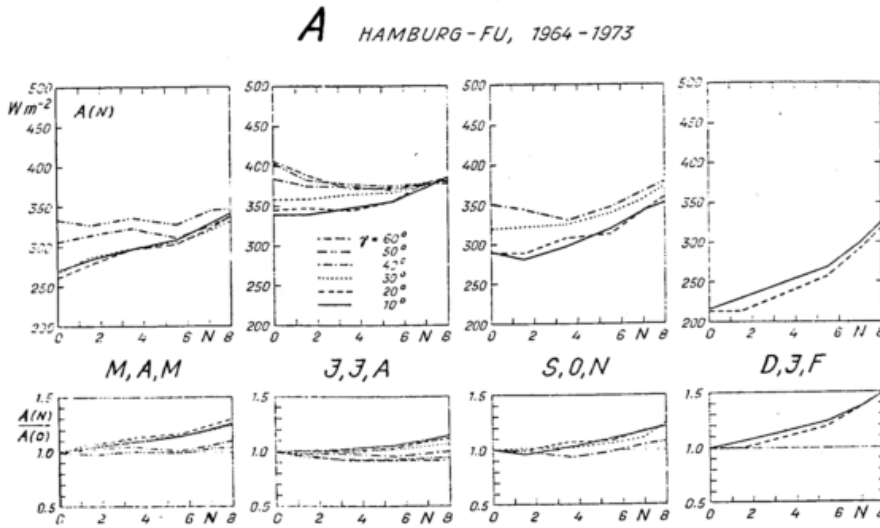 A HAMBURG-FU, 1964-1973
500 500 500 500
Wm-2 A(N)
450 450 450 450
400 400 400 400
350 350 350 350
300 300 300 300
γ = 60°
50°
40°
30°
20°
10°
250 250 250 250
200 200 200 200
0 2 4 6 N 8 0 2 4 6 N 8 0 2 4 6 N 8 0 2 4 6 N 8
M, A, M J, J, A S, O, N D, J, F
1.5 1.5 1.5 1.5
A(N)
A(0)
1.0 1.0 1.0 1.0
0.5 0.5 0.5 0.5
0 2 4 6 N 8 0 2 4 6 N 8 0 2 4 6 N 8 0 2 4 6 N 8